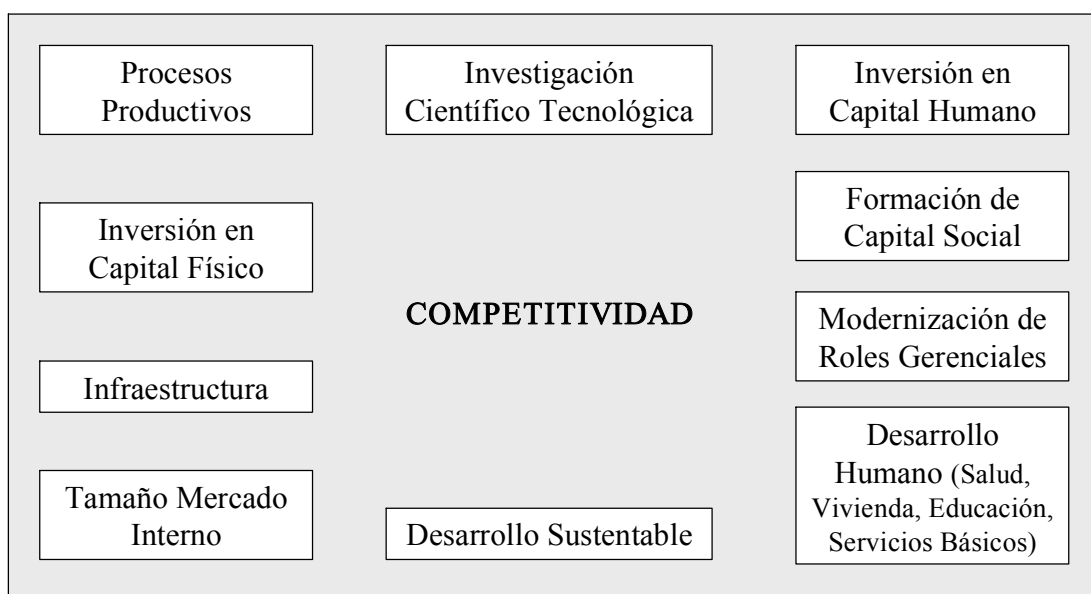 Procesos
Productivos
Investigación
Científico Tecnológica
Inversión en
Capital Humano
Formación de
Capital Social
Inversión en
Capital Físico
COMPETITIVIDAD
Modernización de
Roles Gerenciales
Infraestructura
Desarrollo
Humano (Salud,
Vivienda, Educación,
Servicios Básicos)
Tamaño Mercado
Interno
Desarrollo Sustentable